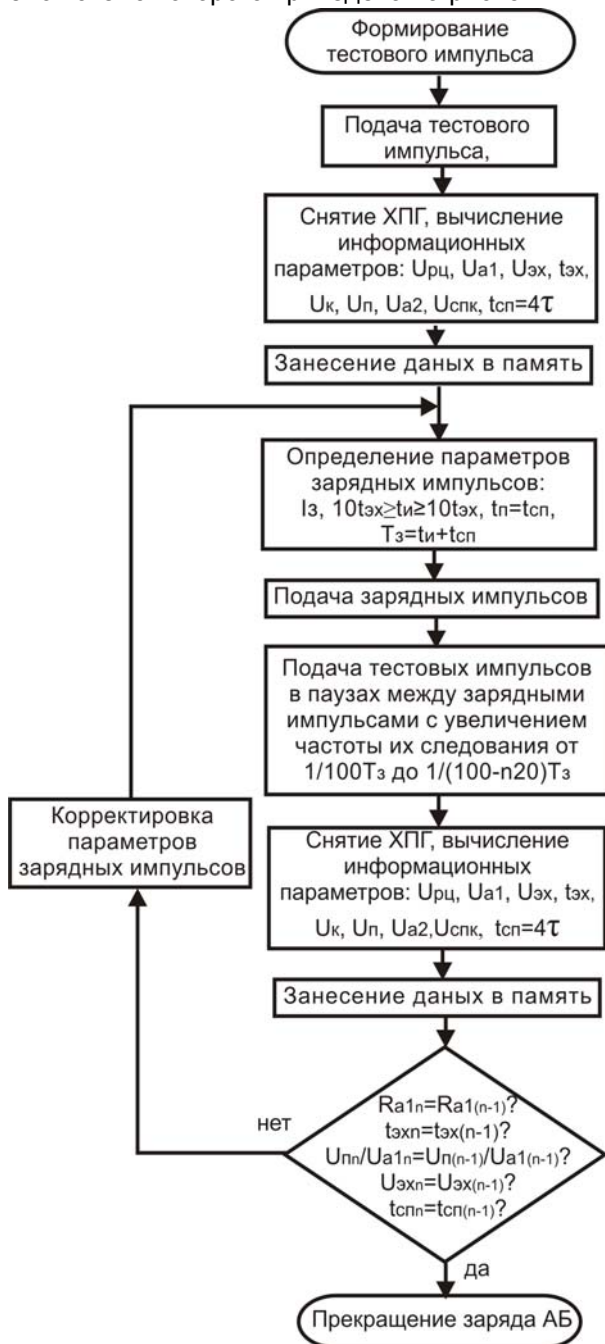 Формирование
тестового импульса
Подача тестового
импульса,
Снятие ХПГ, вычисление
информационных
параметров: Uрц, Uа1, Uэх, tэх,
Uк, Uп, Uа2, Uспк, tсп=4τ
Занесение даных в память
Определение параметров
зарядных импульсов:
Iз, 10tэх≥tи≥10tэх, tп=tсп,
Tз=tи+tсп
Подача зарядных импульсов
Подача тестовых импульсов
в паузах между зарядными
импульсами с увеличением
частоты их следования от
1/100Tз до 1/(100-n20)Tз
Корректировка
параметров
зарядных импульсов
Снятие ХПГ, вычисление
информационных
параметров: Uрц, Uа1, Uэх, tэх,
Uк, Uп, Uа2,Uспк, tсп=4τ
Занесение даных в память
нет
Rа1n=Rа1(n-1)?
tэхn=tэх(n-1)?
Uпn/Uа1n=Uп(n-1)/Uа1(n-1)?
Uэхn=Uэх(n-1)?
tспn=tсп(n-1)?
да
Прекращение заряда АБ